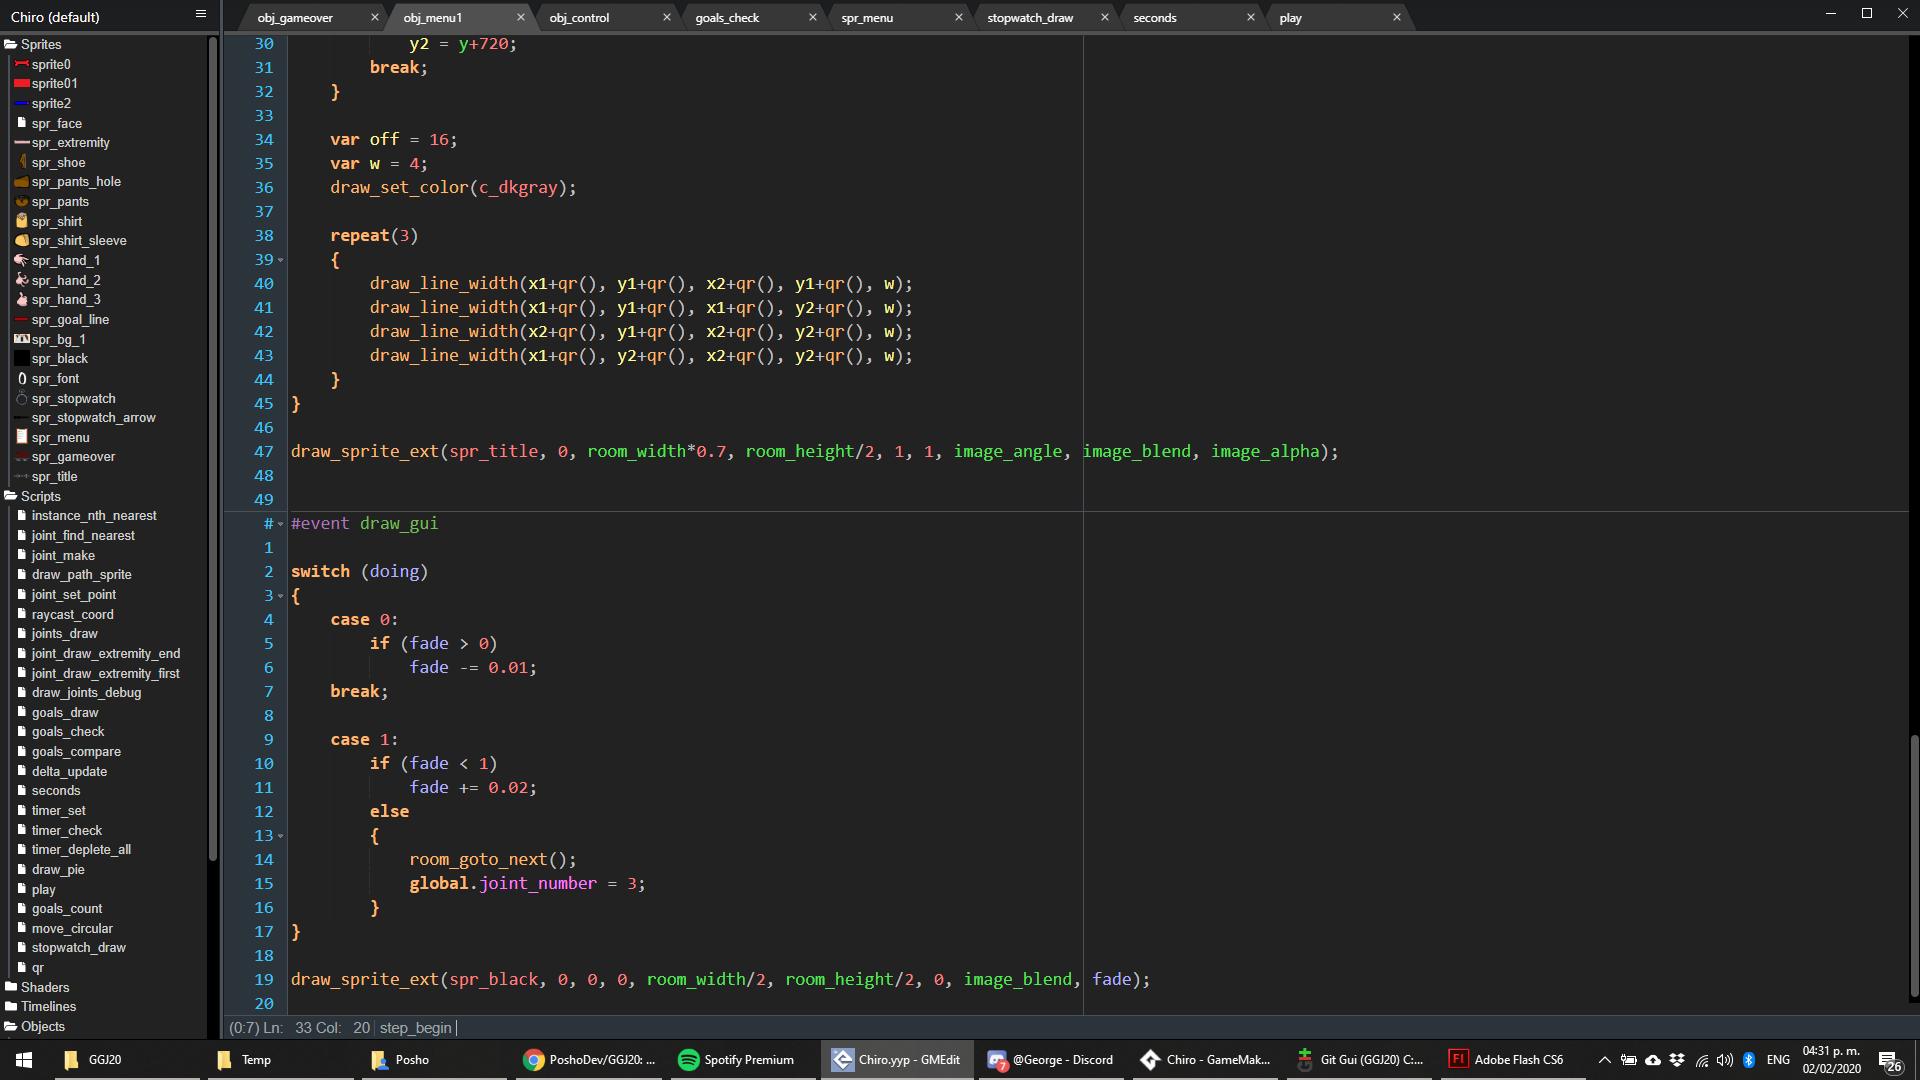 Chiro (default)
obj_gameover
obj_menu1
obj_control
goals_check
spr_menu
stopwatch_draw
seconds
play
Sprites
sprite0
sprite01
sprite2
spr_face
spr_extremity
spr_shoe
spr_pants_hole
spr_pants
spr_shirt
spr_shirt_sleeve
spr_hand_1
spr_hand_2
spr_hand_3
spr_goal_line
spr_bg_1
spr_black
spr_font
spr_stopwatch
spr_stopwatch_arrow
spr_menu
spr_gameover
spr_title
Scripts
instance_nth_nearest
joint_find_nearest
joint_make
draw_path_sprite
joint_set_point
raycast_coord
joints_draw
joint_draw_extremity_end
joint_draw_extremity_first
draw_joints_debug
goals_draw
goals_check
goals_compare
delta_update
seconds
timer_set
timer_check
timer_deplete_all
draw_pie
play
goals_count
move_circular
stopwatch_draw
qr
Shaders
Timelines
Objects
30 y2 = y+720;
31 break;
32 }
33
34 var off = 16;
35 var w = 4;
36 draw_set_color(c_dkgray);
37
38 repeat(3)
39 {
40 draw_line_width(x1+qr(), y1+qr(), x2+qr(), y1+qr(), w);
41 draw_line_width(x1+qr(), y1+qr(), x1+qr(), y2+qr(), w);
42 draw_line_width(x2+qr(), y1+qr(), x2+qr(), y2+qr(), w);
43 draw_line_width(x1+qr(), y2+qr(), x2+qr(), y2+qr(), w);
44 }
45 }
46
47 draw_sprite_ext(spr_title, 0, room_width*0.7, room_height/2, 1, 1, image_angle, image_blend, image_alpha);
48
49
# #event draw_gui
1
2 switch (doing)
3 {
4 case 0:
5 if (fade > 0)
6 fade -= 0.01;
7 break;
8
9 case 1:
10 if (fade < 1)
11 fade += 0.02;
12 else
13 {
14 room_goto_next();
15 global.joint_number = 3;
16 }
17 }
18
19 draw_sprite_ext(spr_black, 0, 0, 0, room_width/2, room_height/2, 0, image_blend, fade);
20
(0:7) Ln: 33 Col: 20 step_begin
GGJ20
Temp
Posho
PoshoDev/GGJ20: ...
Spotify Premium
Chiro.yyp - GMEdit
7
@George - Discord
Chiro - GameMak...
Git Gui (GGJ20) C:...
Fl
Adobe Flash CS6
ENG
04:31 p. m.
02/02/2020
26